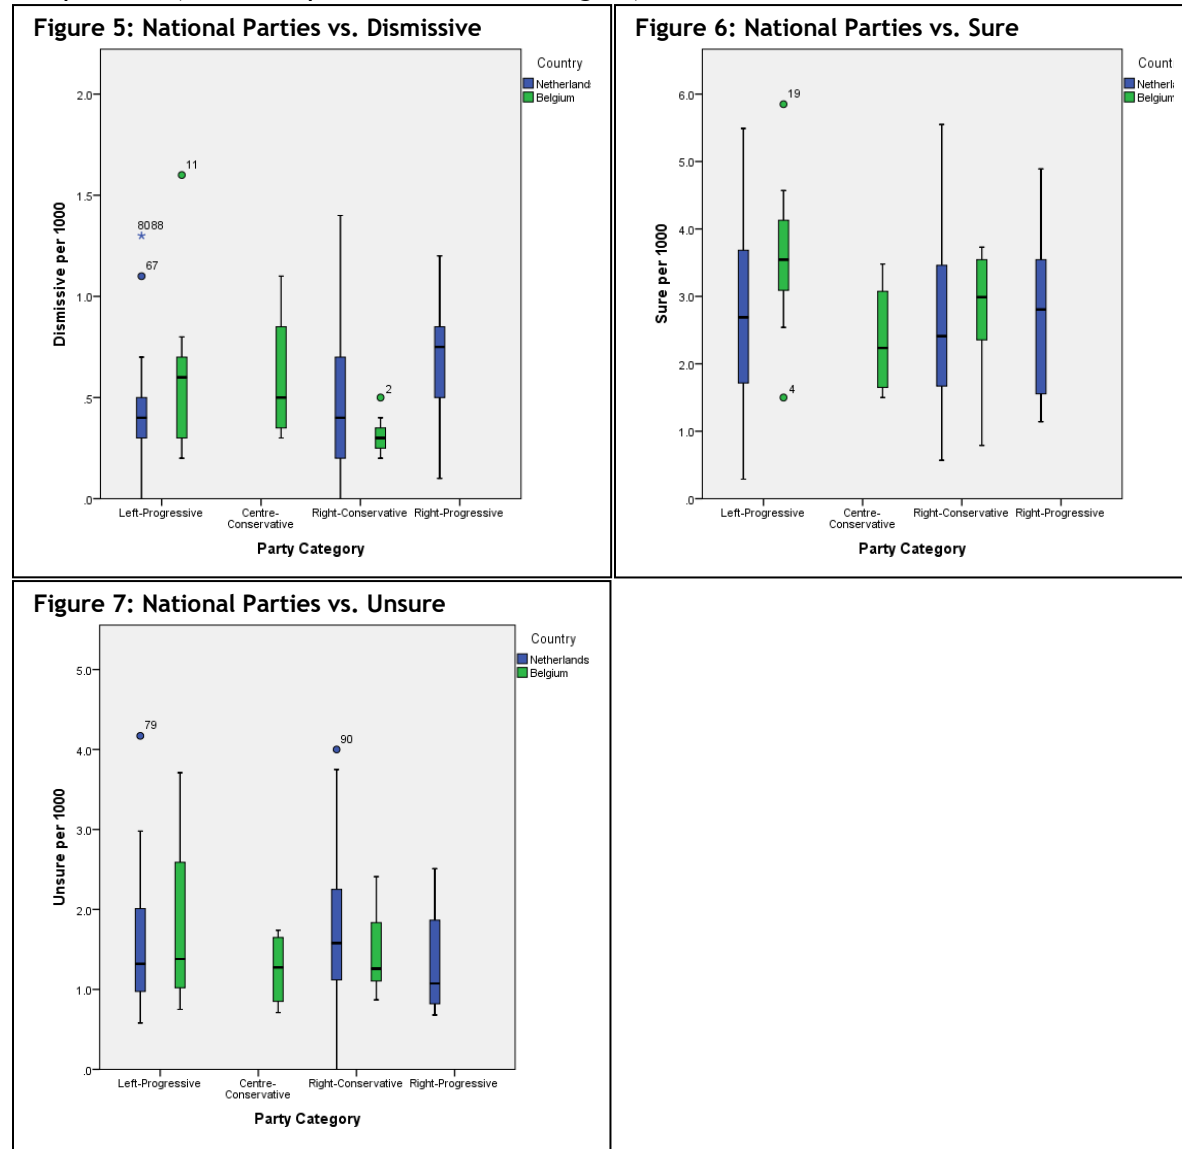 Figure 5: National Parties vs. Dismissive
Country
Netherland
Belgium
2.0
1.5
1.0
.5
.0
Dismissive per 1000
8088
67
11
2
Left-Progressive
Centre-
Conservative
Right-Conservative
Right-Progressive
Party Category
Figure 6: National Parties vs. Sure
Count
Netherl
Belgium
6.0
5.0
4.0
3.0
2.0
1.0
.0
Sure per 1000
19
4
Left-Progressive
Centre-
Conservative
Right-Conservative
Right-Progressive
Party Category
Figure 7: National Parties vs. Unsure
Country
Netherlands
Belgium
5.0
4.0
3.0
2.0
1.0
.0
Unsure per 1000
79
90
Left-Progressive
Centre-
Conservative
Right-Conservative
Right-Progressive
Party Category